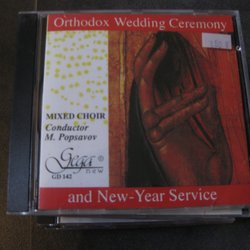 Orthodox Wedding Ceremony
MIXED CHOIR
Conductor
M. Popsavov
Gega ®
new
GD 142
and New-Year Service